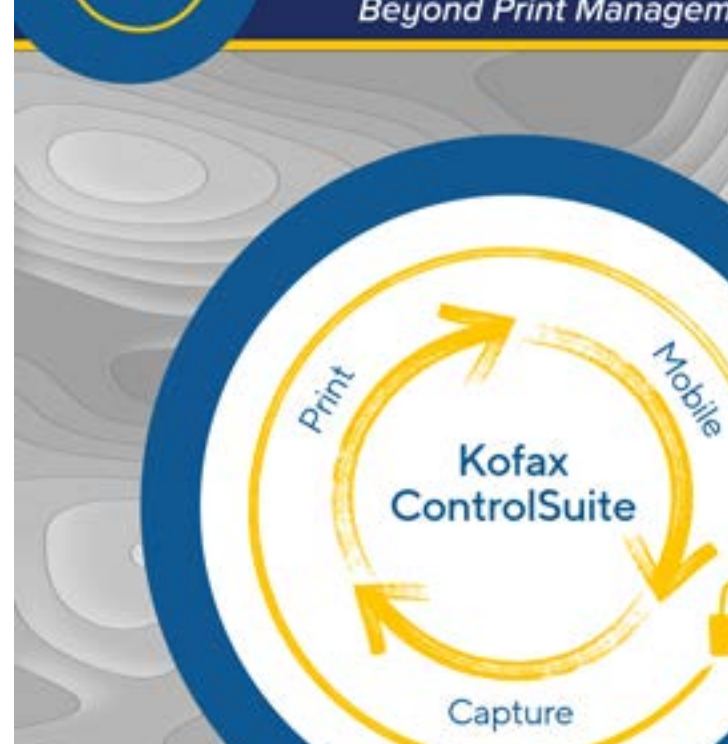 Beyond Print Managem
Print
Mobile
Kofax
ControlSuite
Capture